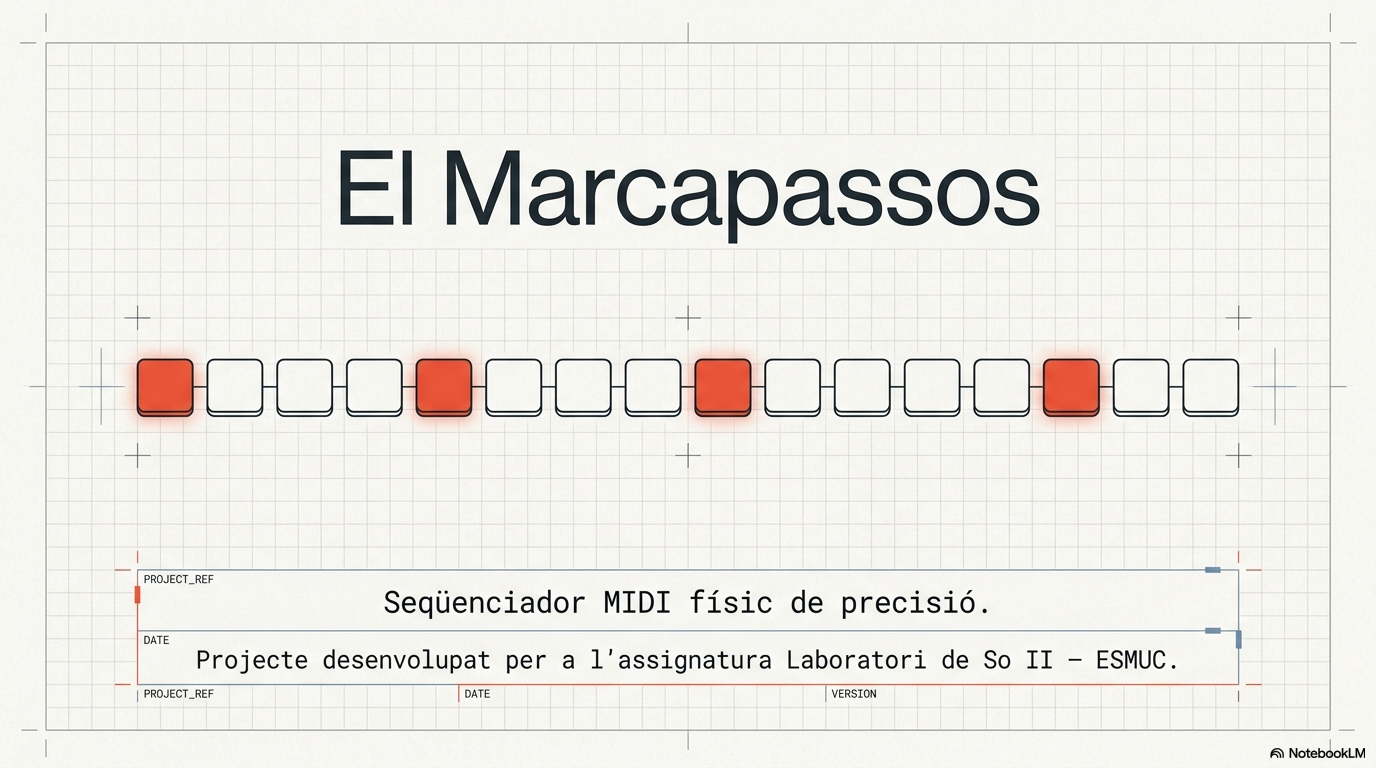 El Marcapassos
PROJECT_REF
Seqüenciador MIDI físic de precisió.
DATE
Projecte desenvolupat per a l’assignatura Laboratori de So II – ESMUC.
PROJECT_REF
DATE
VERSION
NotebookLM